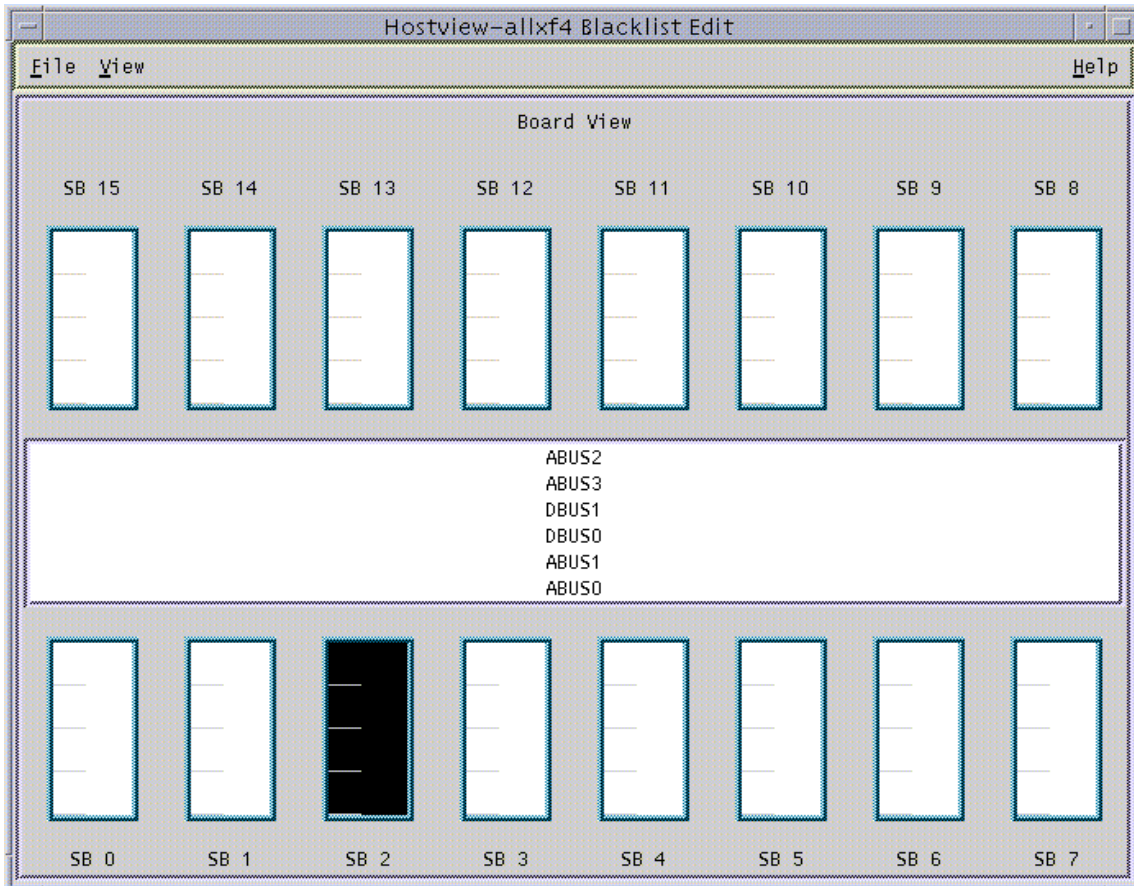 Hostview-allxf4 Blacklist Edit
File View Help
Board View
SB 15 SB 14 SB 13 SB 12 SB 11 SB 10 SB 9 SB 8
ABUS2
ABUS3
DBUS1
DBUS0
ABUS1
ABUS0
SB 0 SB 1 SB 2 SB 3 SB 4 SB 5 SB 6 SB 7